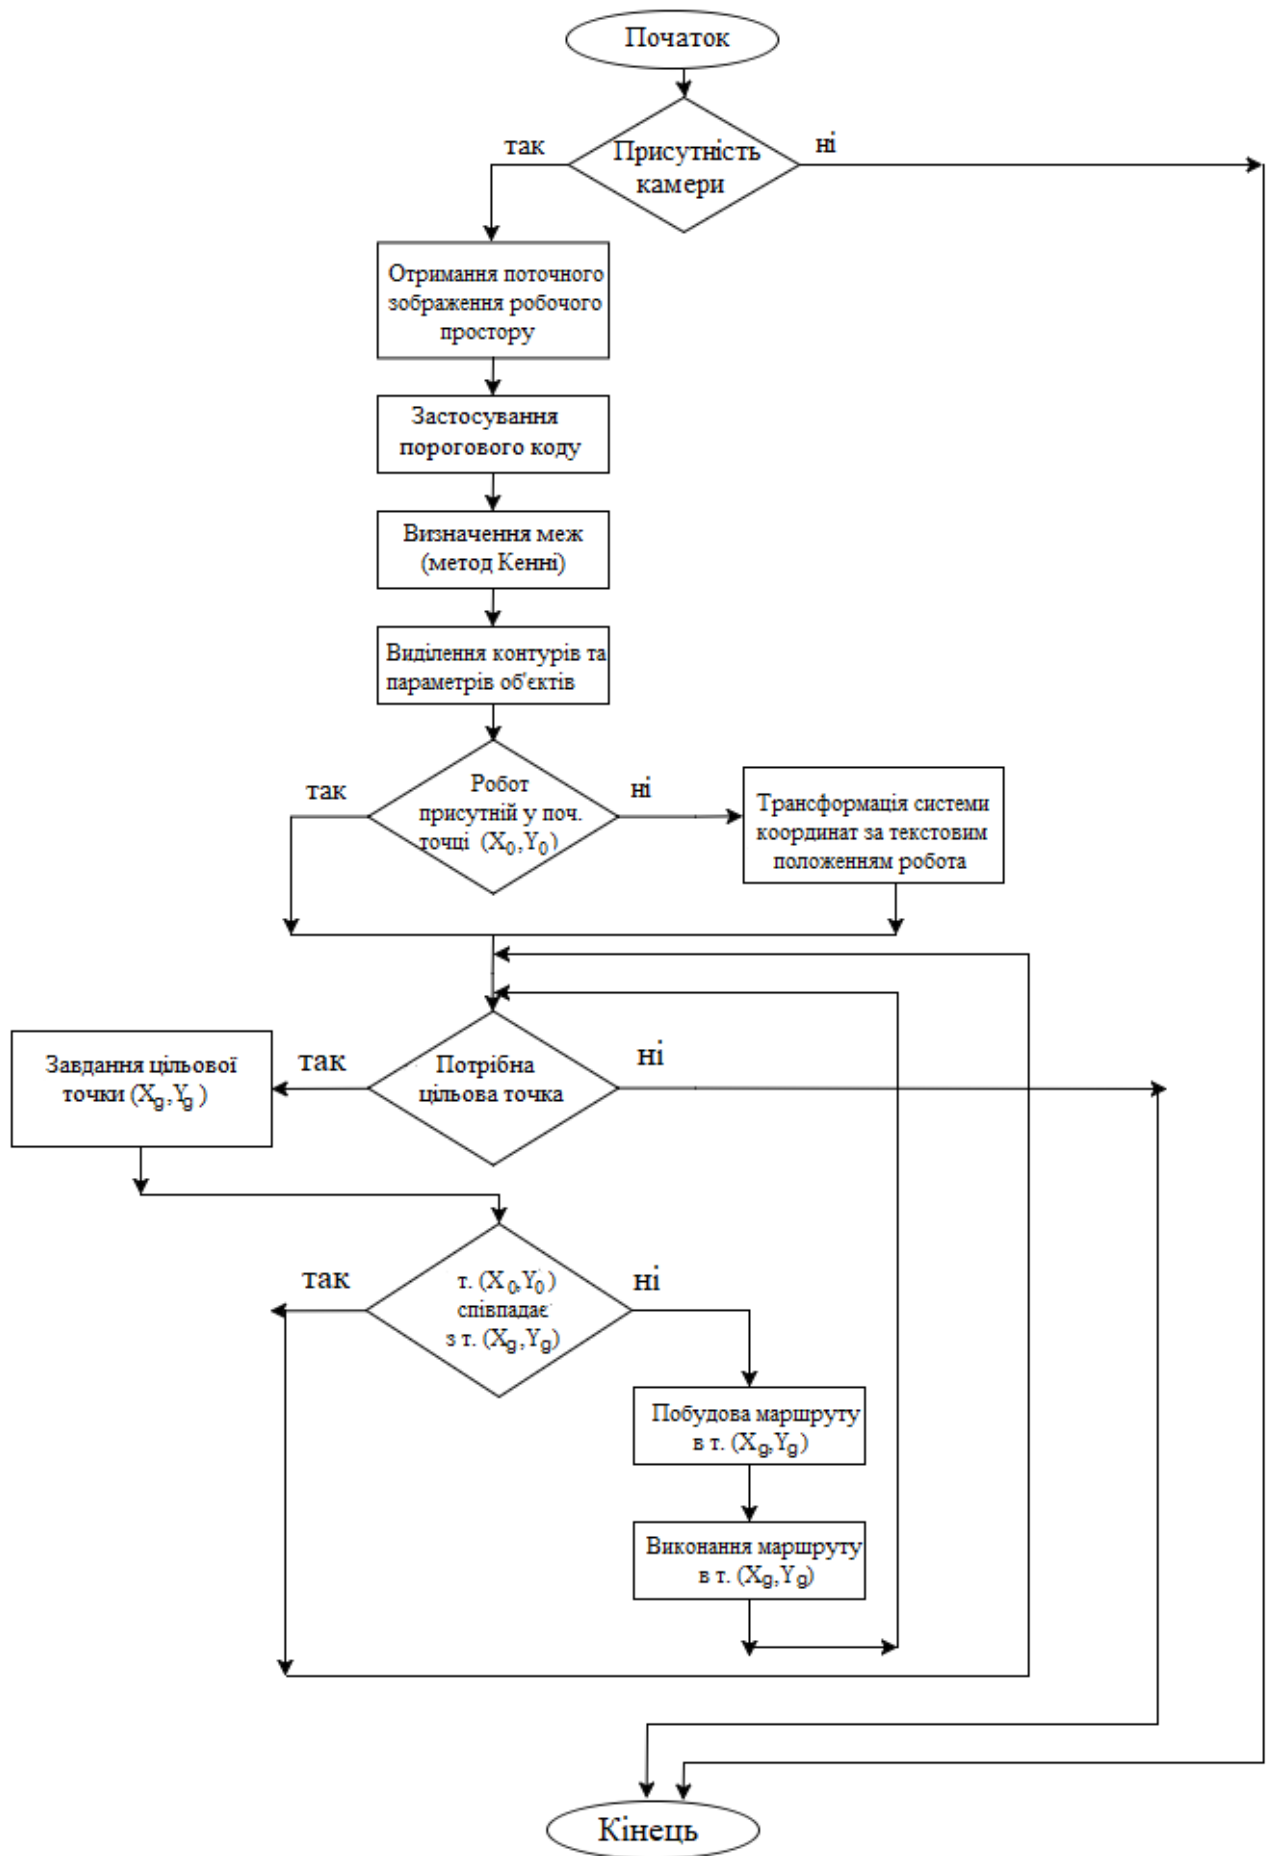 Початок
так
ні
Присутність
камери
Отримання поточного
зображення робочого
простору
Застосування
порогового коду
Визначення меж
(метод Кенні)
Виділення контурів та
параметрів об'єктів
так
ні
Робот
присутній у поч.
точці (X0,Y0)
Трансформація системи
координат за текстовим
положенням робота
Завдання цільової
точки (Xg,Yg)
так
ні
Потрібна
цільова точка
так
ні
т. (X0,Y0)
співпадає
з т. (Xg,Yg)
Побудова маршруту
в т. (Xg,Yg)
Виконання маршруту
в т. (Xg,Yg)
Кінець